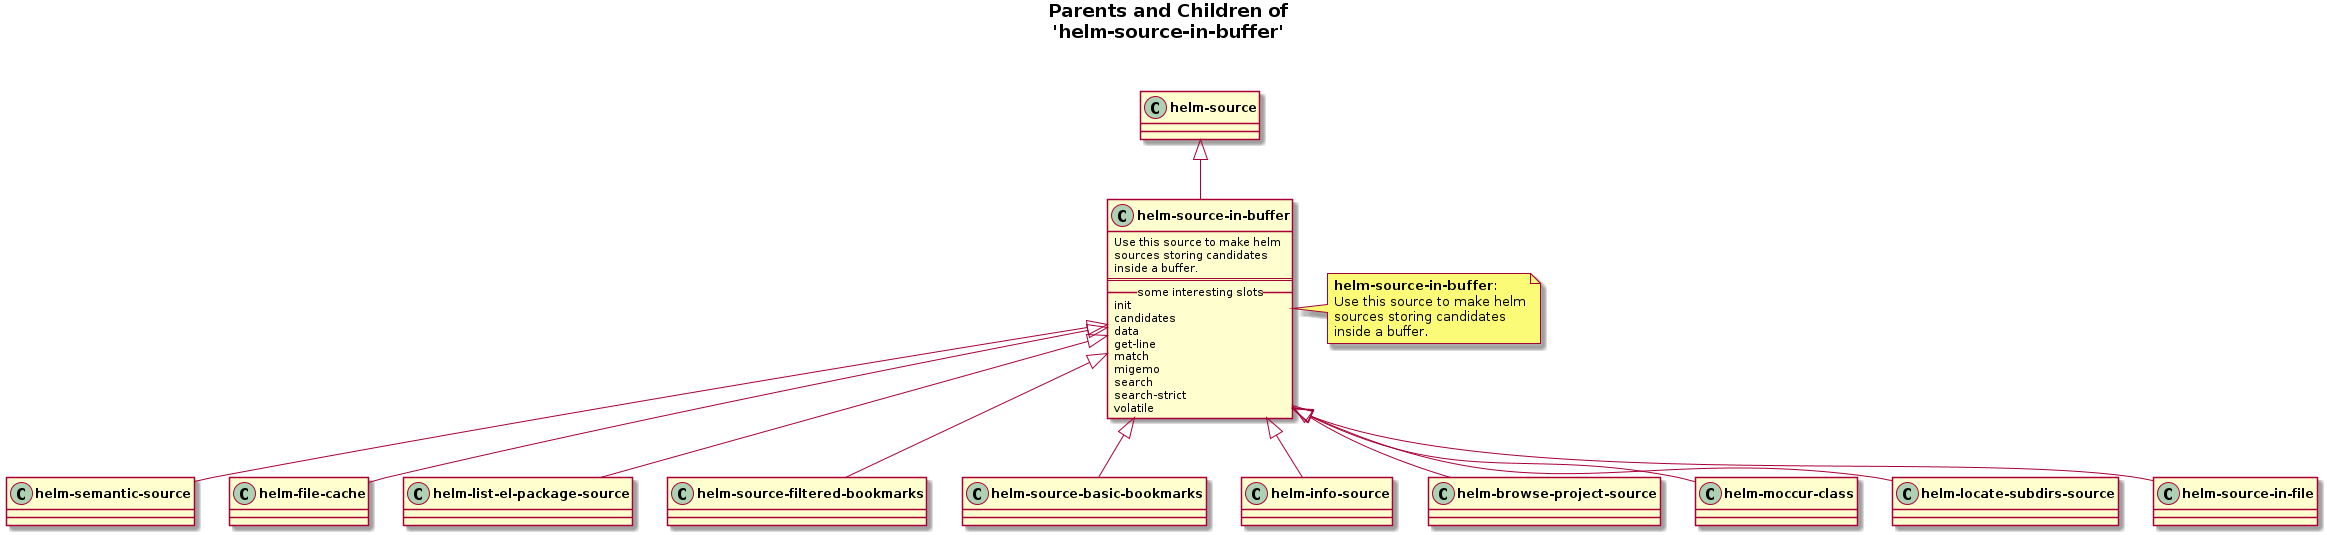 Parents and Children of
'helm-source-in-buffer'
C helm-source
C helm-source-in-buffer
Use this source to make helm
sources storing candidates
inside a buffer.
some interesting slots
init
candidates
data
get-line
match
migemo
search
search-strict
volatile
helm-source-in-buffer:
Use this source to make helm
sources storing candidates
inside a buffer.
C helm-semantic-source
C helm-file-cache
C helm-list-el-package-source
C helm-source-filtered-bookmarks
C helm-source-basic-bookmarks
C helm-info-source
C helm-browse-project-source
C helm-moccur-class
C helm-locate-subdirs-source
C helm-source-in-file